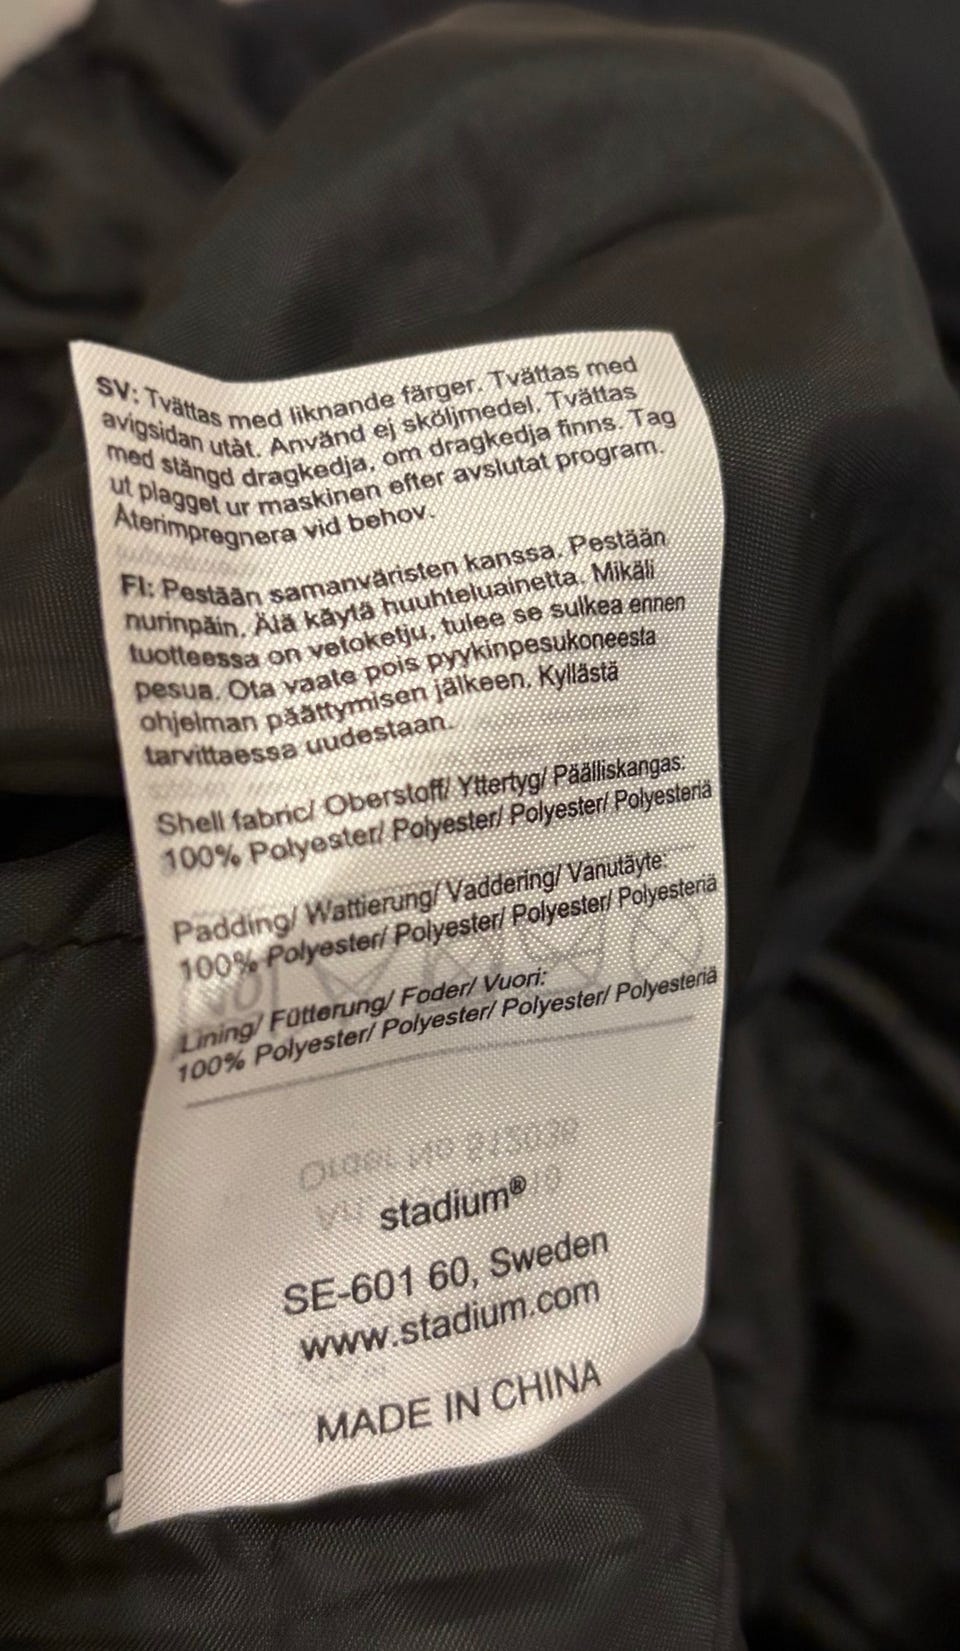 SV: Tvättas med liknande färger. Tvättas med
avigsidan utåt. Använd ej sköljmedel. Tvättas
med stängd dragkedja, om dragkedja finns. Tag
ut plagget ur maskinen efter avslutat program.
Återimpregnera vid behov.
FI: Pestään samanväristen kanssa. Pestään
nurinpäin. Älä käytä huuhteluainetta. Mikäli
tuotteessa on vetoketju, tulee se sulkea ennen
pesua. Ota vaate pois pyykinpesukoneesta
ohjelman päättymisen jälkeen. Kyllästä
tarvittaessa uudestaan.
Shell fabric/ Oberstoff/ Yttertyg/ Päälliskangas:
100% Polyester/ Polyester/ Polyester/ Polyesteriä
Padding/ Wattierung/ Vaddering/ Vanutäyte:
100% Polyester/ Polyester/ Polyester/ Polyesteriä
Lining/ Fütterung/ Foder/ Vuori:
100% Polyester/ Polyester/ Polyester/ Polyesteriä
stadium®
SE-601 60, Sweden
www.stadium.com
MADE IN CHINA